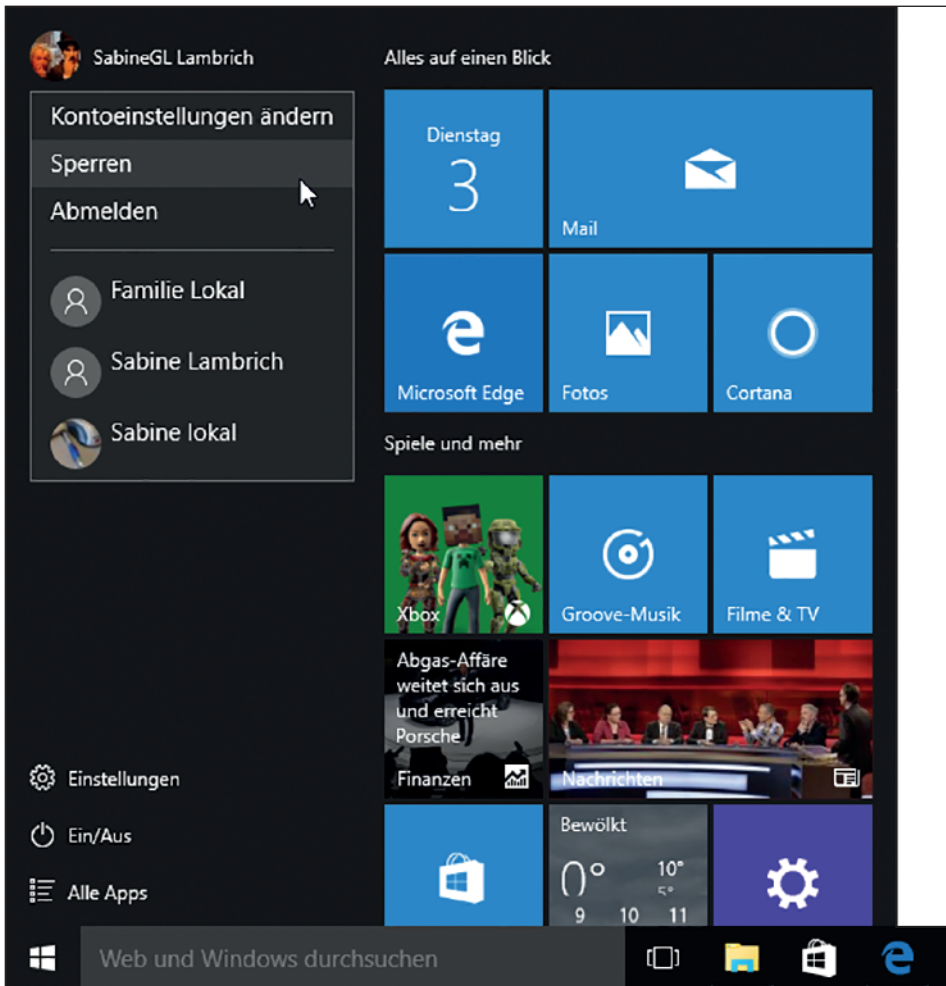 SabineGL Lambrich
Kontoeinstellungen ändern
Sperren
Abmelden
Familie Lokal
Sabine Lambrich
Sabine lokal
Einstellungen
Ein/Aus
Alle Apps
Alles auf einen Blick
Dienstag
3
Mail
Microsoft Edge
Fotos
Cortana
Spiele und mehr
Xbox
Groove-Musik
Filme & TV
Abgas-Affäre
weitet sich aus
und erreicht
Porsche
Finanzen
Nachrichten
Bewölkt
0° 10°
5°
9 10 11
Web und Windows durchsuchen